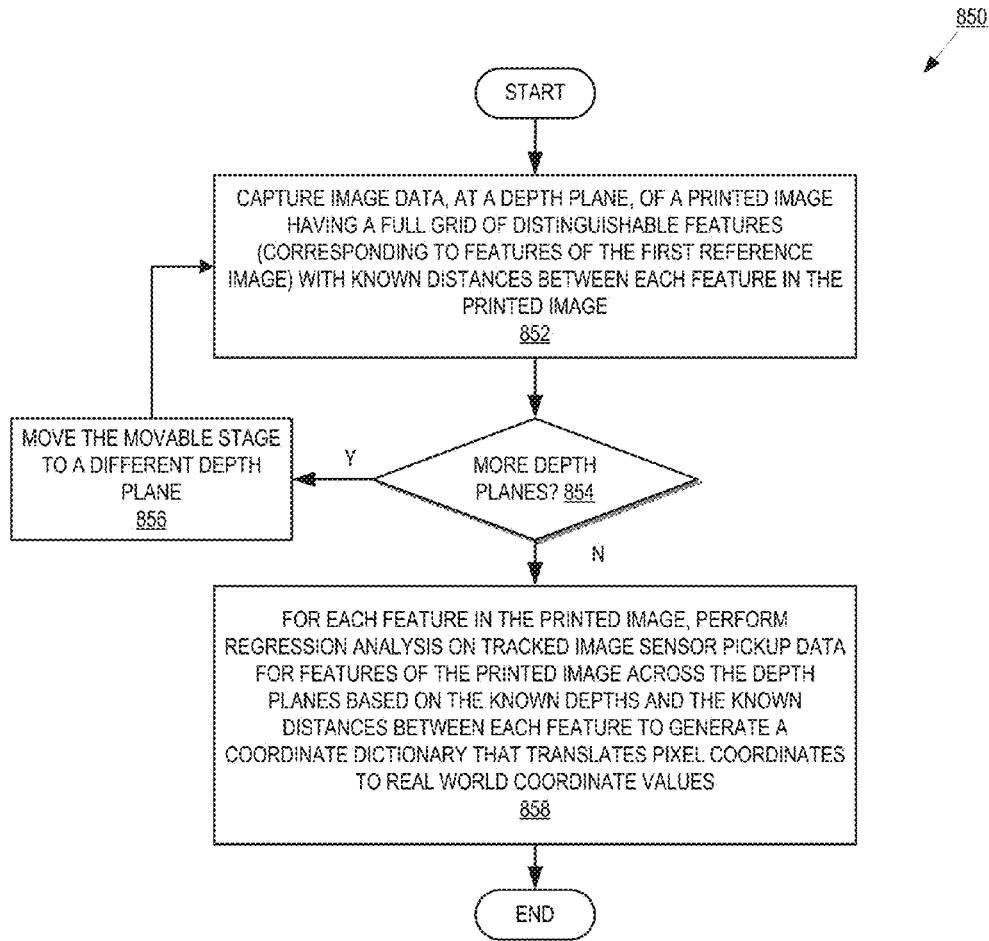 850
START
CAPTURE IMAGE DATA, AT A DEPTH PLANE, OF A PRINTED IMAGE
HAVING A FULL GRID OF DISTINGUISHABLE FEATURES
(CORRESPONDING TO FEATURES OF THE FIRST REFERENCE
IMAGE) WITH KNOWN DISTANCES BETWEEN EACH FEATURE IN THE
PRINTED IMAGE
852
MORE DEPTH
PLANES? 854
Y
MOVE THE MOVABLE STAGE
TO A DIFFERENT DEPTH
PLANE
856
N
FOR EACH FEATURE IN THE PRINTED IMAGE, PERFORM
REGRESSION ANALYSIS ON TRACKED IMAGE SENSOR PICKUP DATA
FOR FEATURES OF THE PRINTED IMAGE ACROSS THE DEPTH
PLANES BASED ON THE KNOWN DEPTHS AND THE KNOWN
DISTANCES BETWEEN EACH FEATURE TO GENERATE A
COORDINATE DICTIONARY THAT TRANSLATES PIXEL COORDINATES
TO REAL WORLD COORDINATE VALUES
858
END